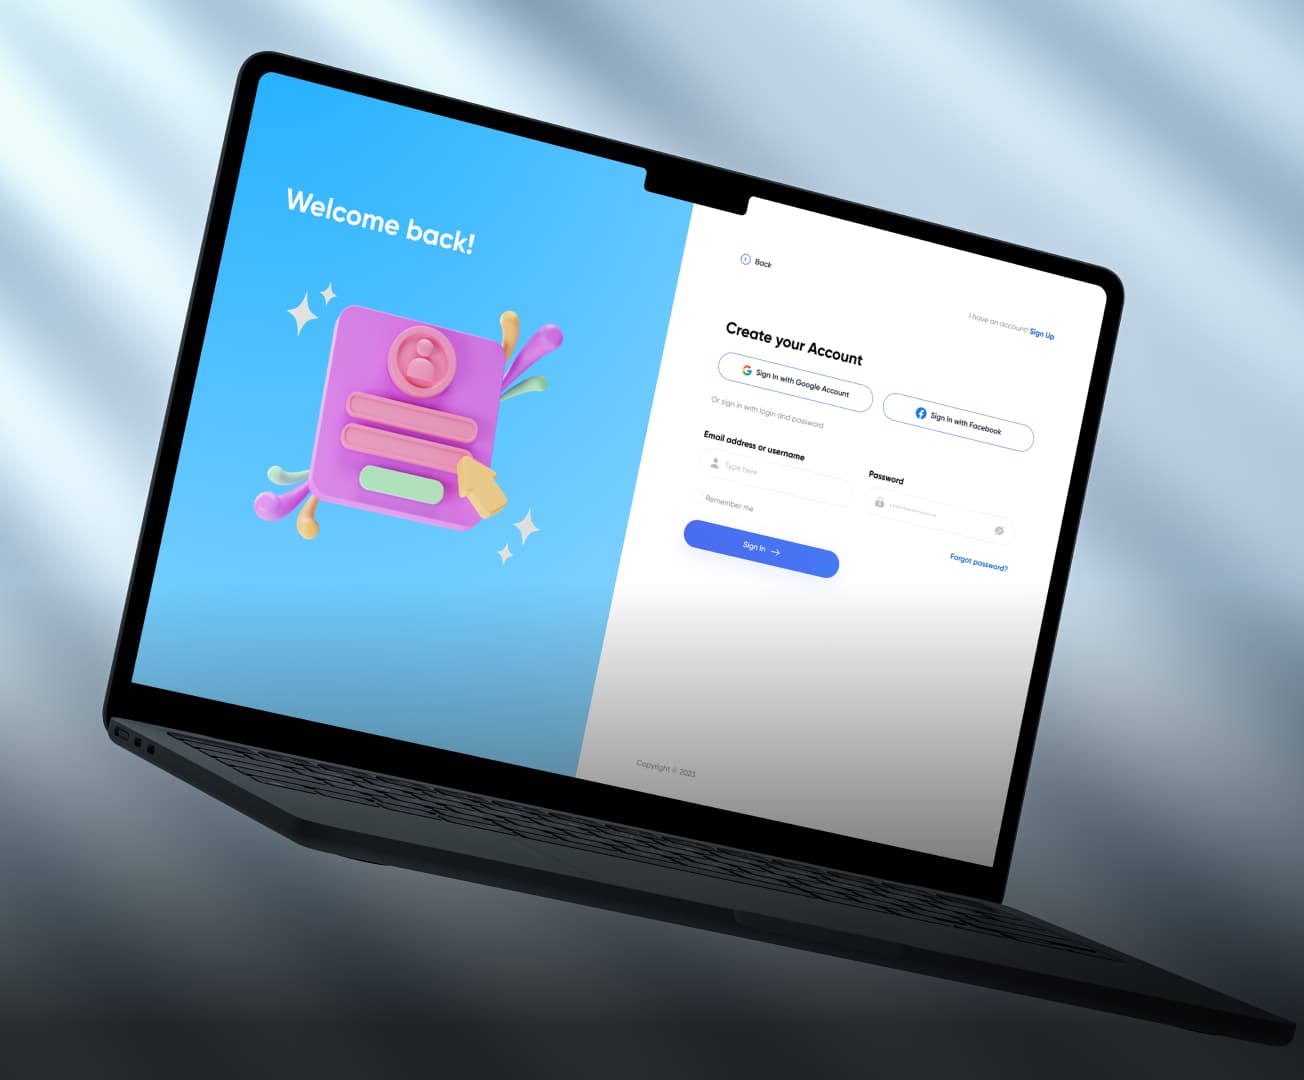 Welcome back!
Back
I have an account! Sign Up
Create your Account
Sign In with Google Account
Sign In with Facebook
Or sign in with login and password
Email address or username
Password
Type here
Remember me
Forgot password?
Sign In
Copyright © 2023